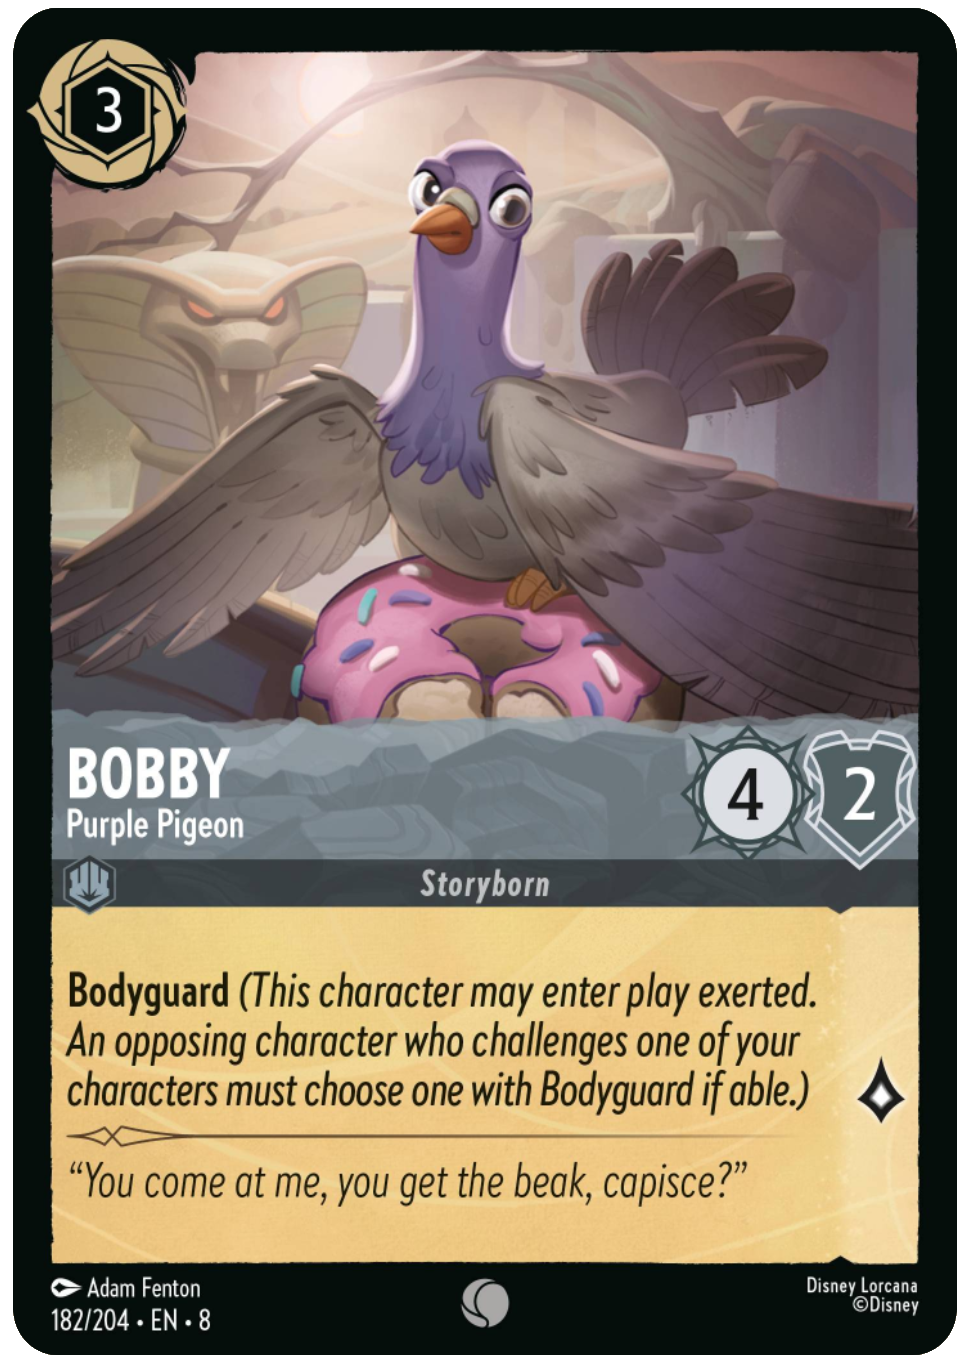 3
BOBBY
Purple Pigeon
4
2
Storyborn
Bodyguard (This character may enter play exerted.
An opposing character who challenges one of your
characters must choose one with Bodyguard if able.)
“You come at me, you get the beak, capisce?”
Adam Fenton
182/204 • EN • 8
Disney Lorcana
©Disney